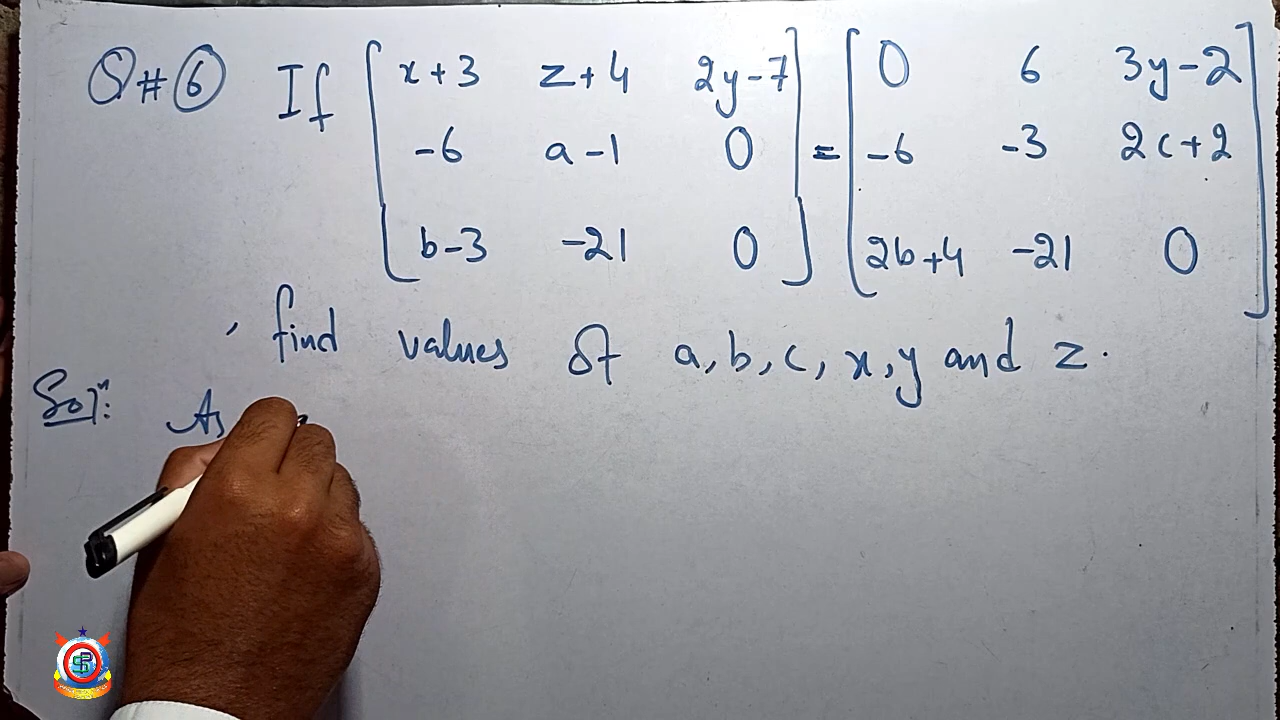 Q # 6 If [ x+3 z+4 2y-7 ] = [ 0 6 3y-2 ]
-6 a-1 0 -6 -3 2c+2
b-3 -21 0 2b+4 -21 0
, find values of a, b, c, x, y and z.
Solⁿ: As